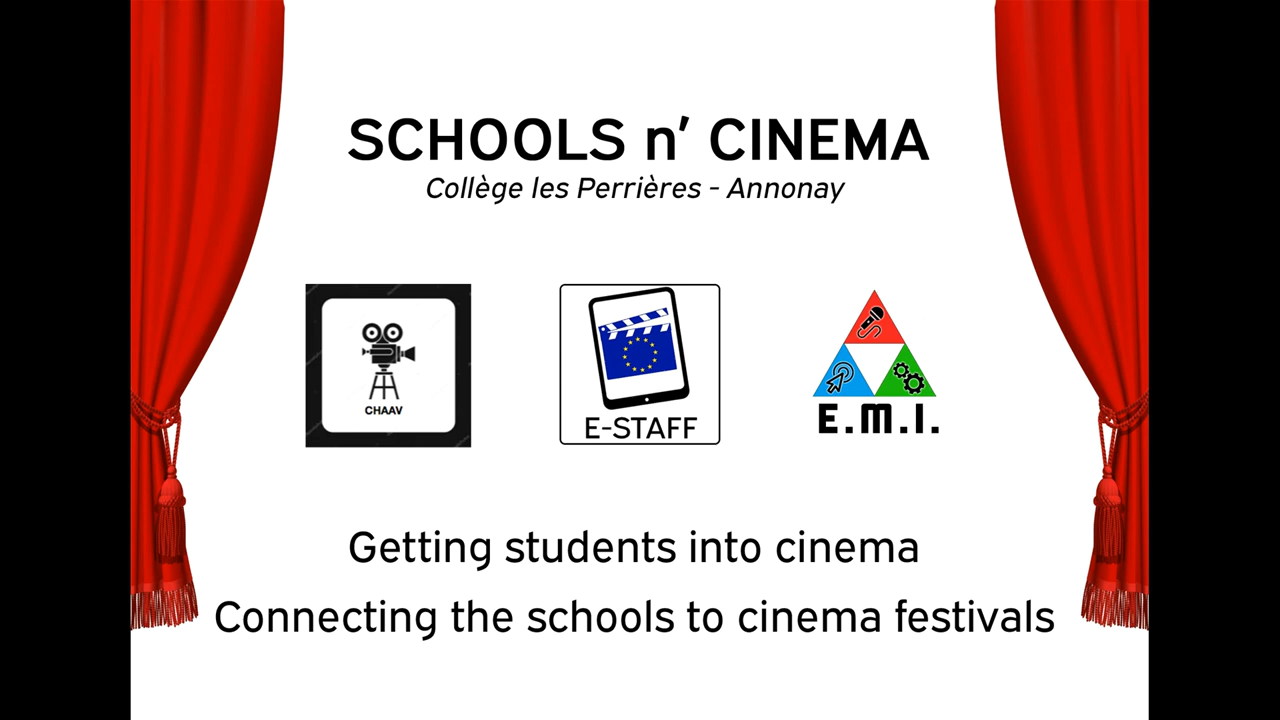 SCHOOLS n' CINEMA
Collège les Perrières - Annonay
CHAAV
E-STAFF
E.M.I.
Getting students into cinema
Connecting the schools to cinema festivals